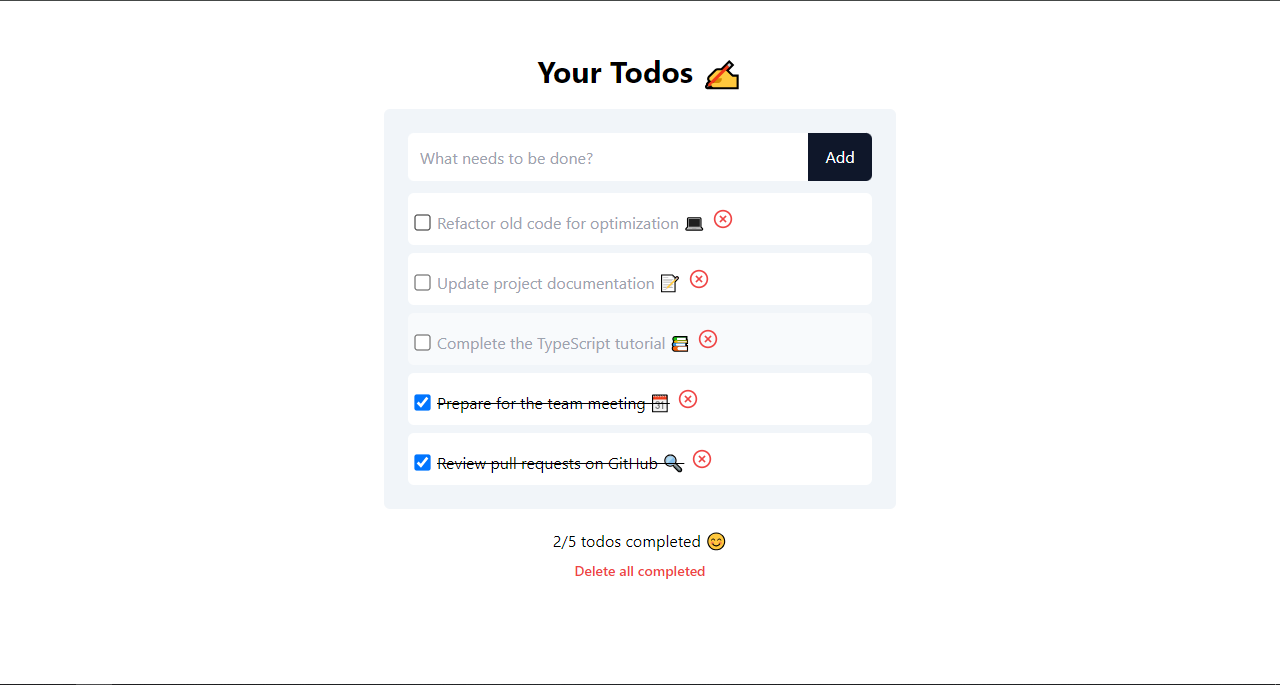 Your Todos ✍️
What needs to be done?
Add
Refactor old code for optimization 💻
Update project documentation 📝
Complete the TypeScript tutorial 📚
Prepare for the team meeting 📅
Review pull requests on GitHub 🔍
2/5 todos completed 😊
Delete all completed